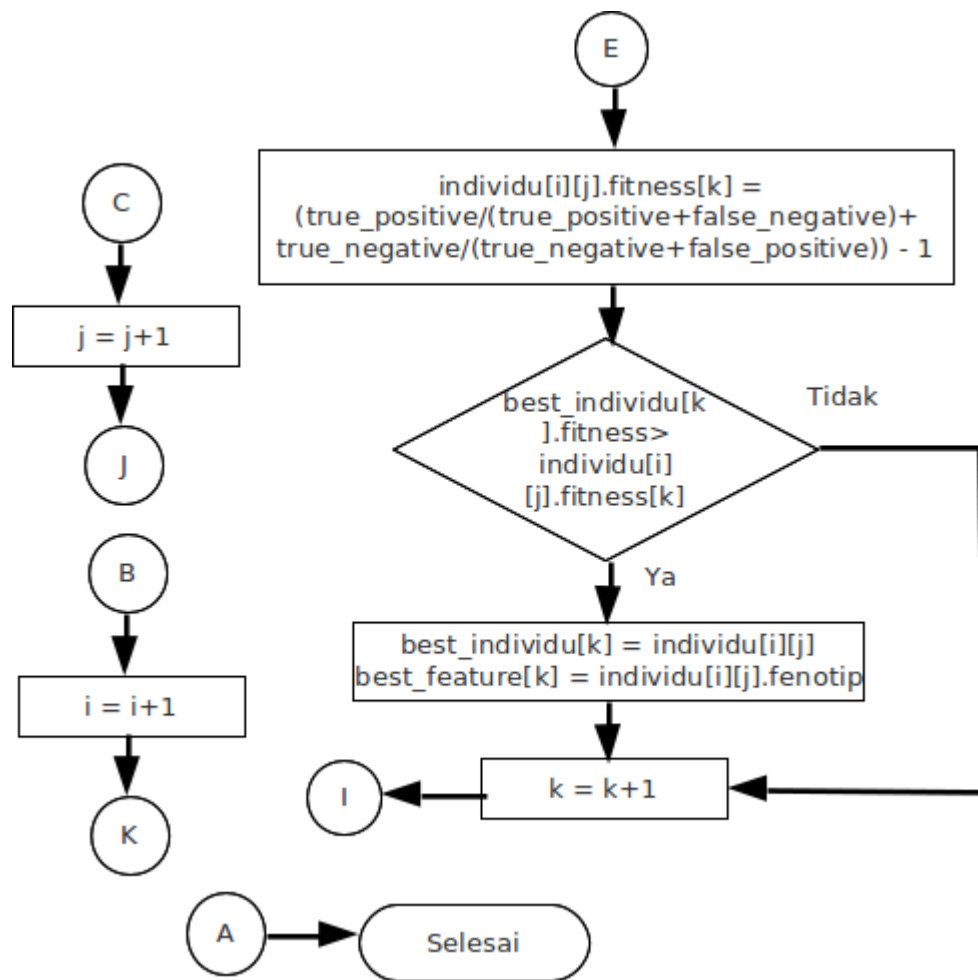 E
individu[i][j].fitness[k] =
(true_positive/(true_positive+false_negative)+
true_negative/(true_negative+false_positive)) - 1
C
j = j+1
J
best_individu[k
].fitness>
individu[i]
[j].fitness[k]
Tidak
Ya
B
i = i+1
K
best_individu[k] = individu[i][j]
best_feature[k] = individu[i][j].fenotip
k = k+1
I
A
Selesai